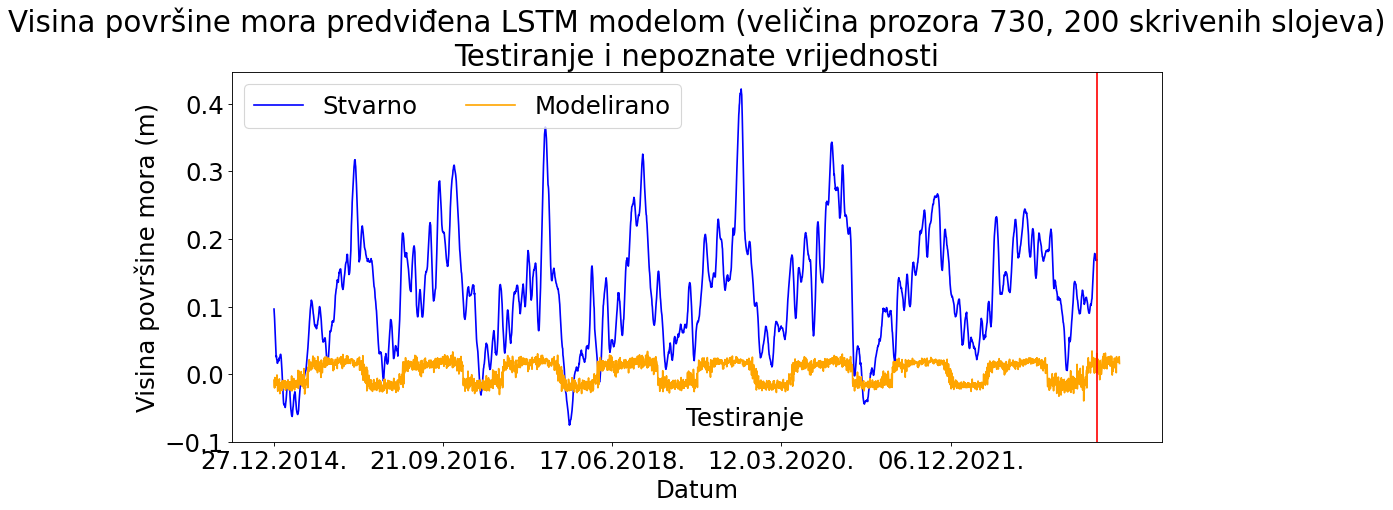 Visina površine mora predviđena LSTM modelom (veličina prozora 730, 200 skrivenih slojeva)
Testiranje i nepoznate vrijednosti
Stvarno Modelirano
Visina površine mora (m)
0.4
0.3
0.2
0.1
0.0
−0.1
Testiranje
27.12.2014. 21.09.2016. 17.06.2018. 12.03.2020. 06.12.2021.
Datum